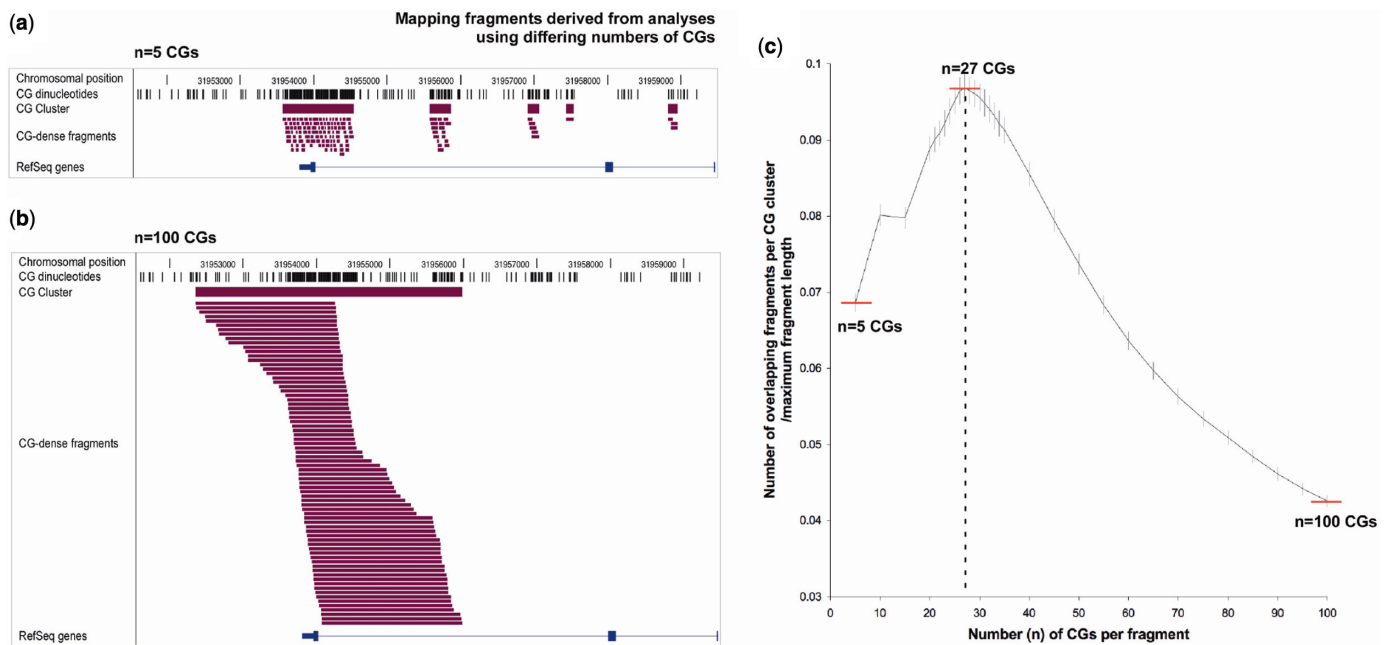 (a)
Mapping fragments derived from analyses
using differing numbers of CGs
n=5 CGs
Chromosomal position 31953000 31954000 31955000 31956000 31957000 31958000 31959000
CG dinucleotides
CG Cluster
CG-dense fragments
RefSeq genes
(b)
n=100 CGs
Chromosomal position 31953000 31954000 31955000 31956000 31957000 31958000 31959000
CG dinucleotides
CG Cluster
CG-dense fragments
RefSeq genes
(c)
Number of overlapping fragments per CG cluster
/maximum fragment length
0.1
0.09
0.08
0.07
0.06
0.05
0.04
0.03
n=27 CGs
n=5 CGs
n=100 CGs
0 10 20 30 40 50 60 70 80 90 100
Number (n) of CGs per fragment